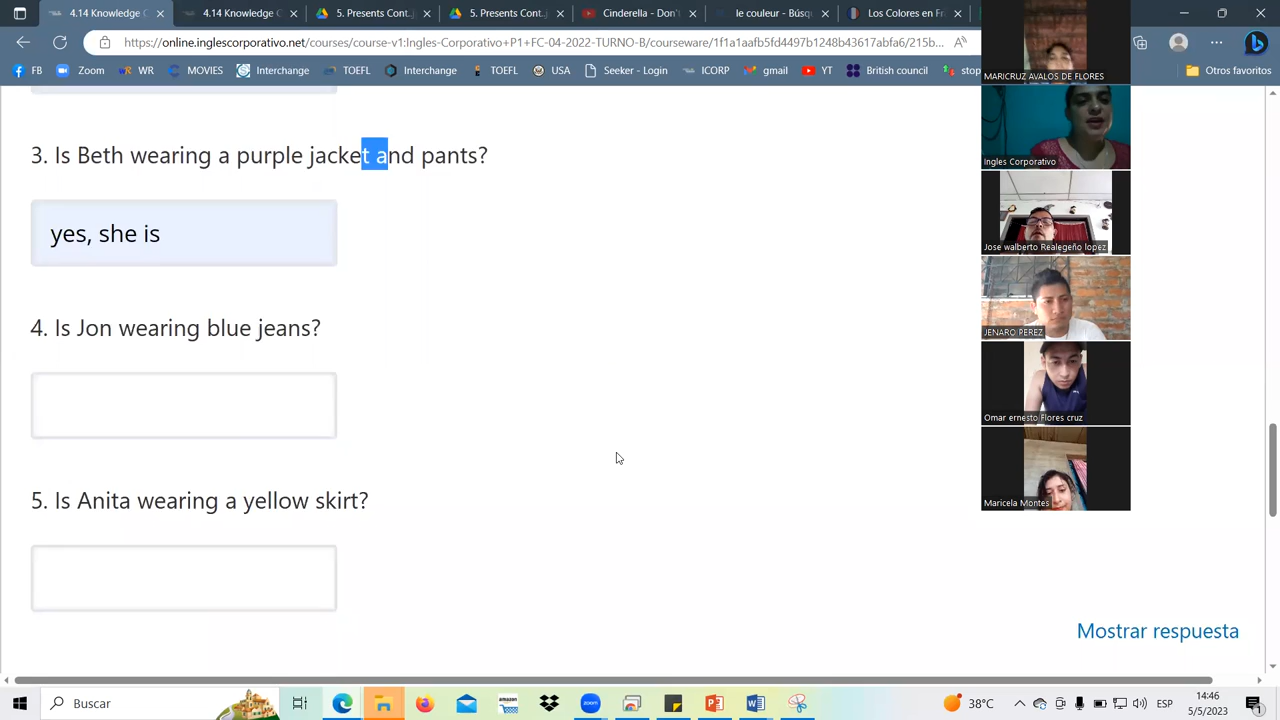 4.14 Knowledge C
4.14 Knowledge C
5. Presents Cont.j
5. Presents Cont.j
Cinderella - Don'
le couleur - Búsq
Los Colores en
https://online.inglescorporativo.net/courses/course-v1:Ingles-Corporativo+P1+FC-04-2022-TURNO-B/courseware/1f1a1aafb5fd4497b1248b43617abfa6/215b...
FB
Zoom
WR
MOVIES
Interchange
TOEFL
Interchange
TOEFL
USA
Seeker - Login
ICORP
gmail
YT
British council
stop
Otros favoritos
3. Is Beth wearing a purple jacket and pants?
yes, she is
4. Is Jon wearing blue jeans?
5. Is Anita wearing a yellow skirt?
Mostrar respuesta
MARICRUZ AVALOS DE FLORES
Ingles Corporativo
Jose walberto Realegeño lopez
JENARO PEREZ
Omar ernesto Flores cruz
Maricela Montes
Buscar
38°C
ESP
14:46
5/5/2023